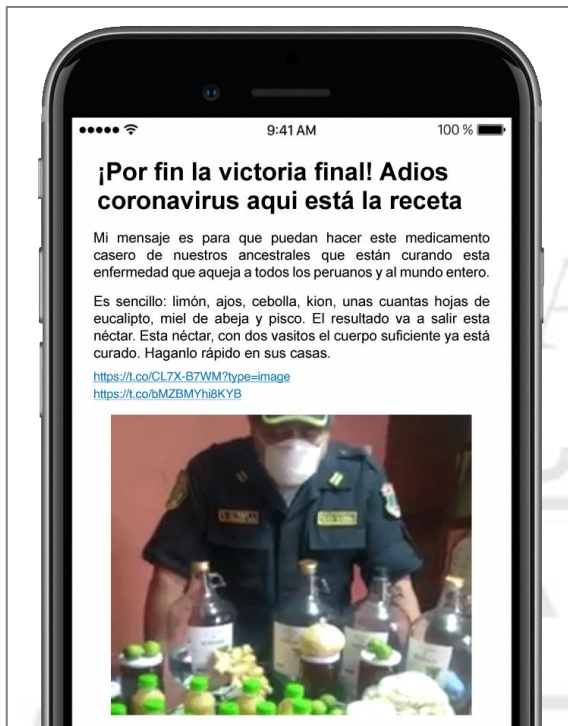 9:41 AM
100 %
¡Por fin la victoria final! Adios
coronavirus aqui está la receta
Mi mensaje es para que puedan hacer este medicamento
casero de nuestros ancestrales que están curando esta
enfermedad que aqueja a todos los peruanos y al mundo entero.
Es sencillo: limón, ajos, cebolla, kion, unas cuantas hojas de
eucalipto, miel de abeja y pisco. El resultado va a salir esta
néctar. Esta néctar, con dos vasitos el cuerpo suficiente ya está
curado. Haganlo rápido en sus casas.
https://t.co/CL7X-B7WM?type=image
https://t.co/bMZBMYhi8KYB